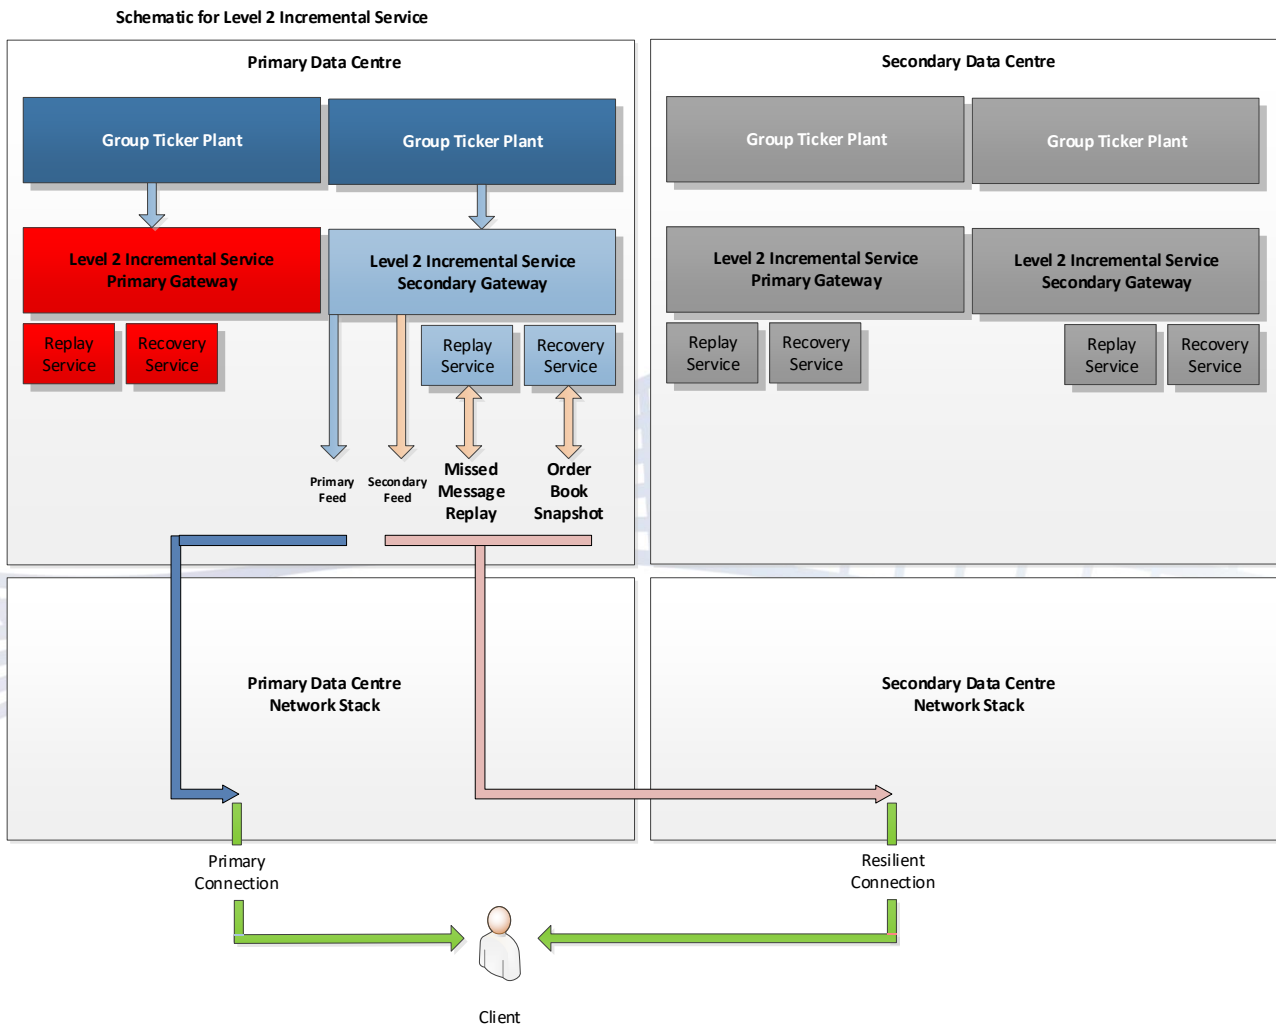 Schematic for Level 2 Incremental Service
Primary Data Centre
Secondary Data Centre
Group Ticker Plant
Group Ticker Plant
Group Ticker Plant
Group Ticker Plant
Level 2 Incremental Service
Primary Gateway
Level 2 Incremental Service
Secondary Gateway
Level 2 Incremental Service
Primary Gateway
Level 2 Incremental Service
Secondary Gateway
Replay
Service
Recovery
Service
Replay
Service
Recovery
Service
Replay
Service
Recovery
Service
Replay
Service
Recovery
Service
Primary
Feed
Secondary
Feed
Missed
Message
Replay
Order
Book
Snapshot
Primary Data Centre
Network Stack
Secondary Data Centre
Network Stack
Primary
Connection
Resilient
Connection
Client